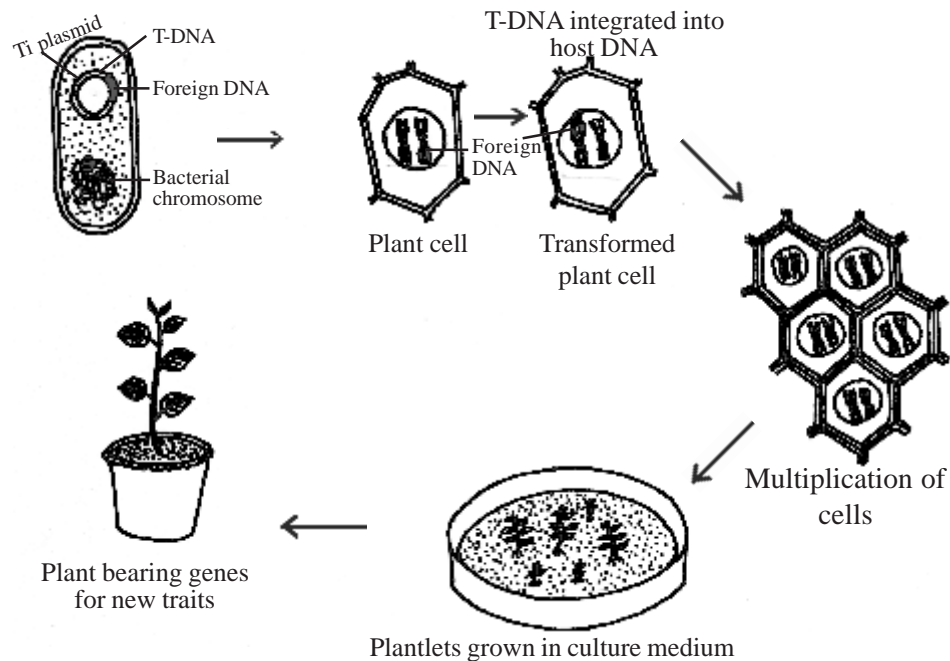 Ti plasmid
T-DNA
Foreign DNA
Bacterial
chromosome
Plant cell
Foreign
DNA
T-DNA integrated into
host DNA
Transformed
plant cell
Multiplication of
cells
Plantlets grown in culture medium
Plant bearing genes
for new traits